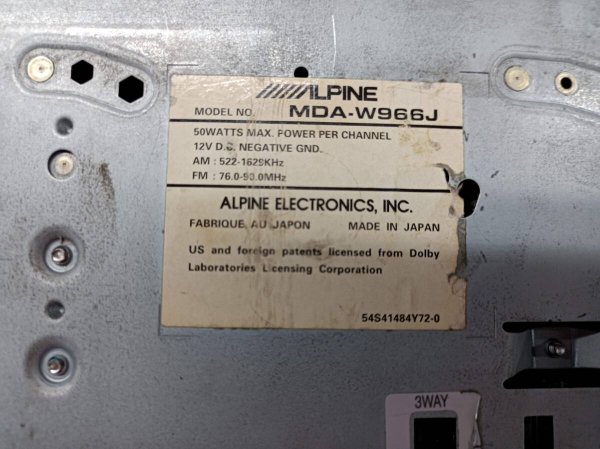 ALPINE
MODEL NO. MDA-W966J
50WATTS MAX. POWER PER CHANNEL
12V D.C. NEGATIVE GND.
AM : 522-1629KHz
FM : 76.0-90.0MHz
ALPINE ELECTRONICS, INC.
FABRIQUE AU JAPON MADE IN JAPAN
US and foreign patents licensed from Dolby
Laboratories Licensing Corporation
54S41484Y72-0
3WAY